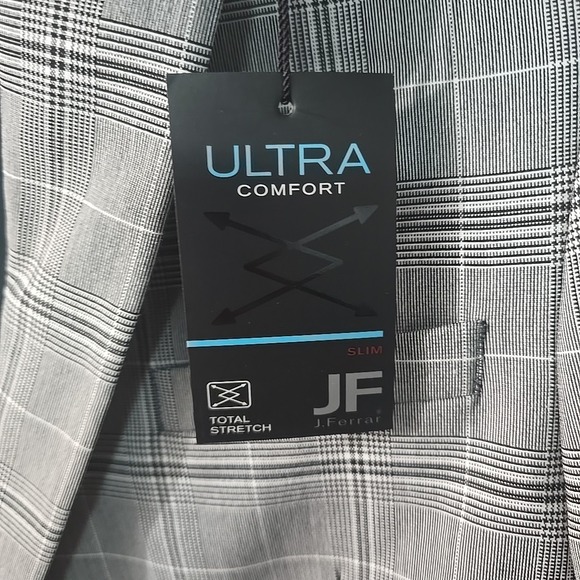 ULTRA
COMFORT
SLIM
JF
J.Ferrar®
TOTAL
STRETCH